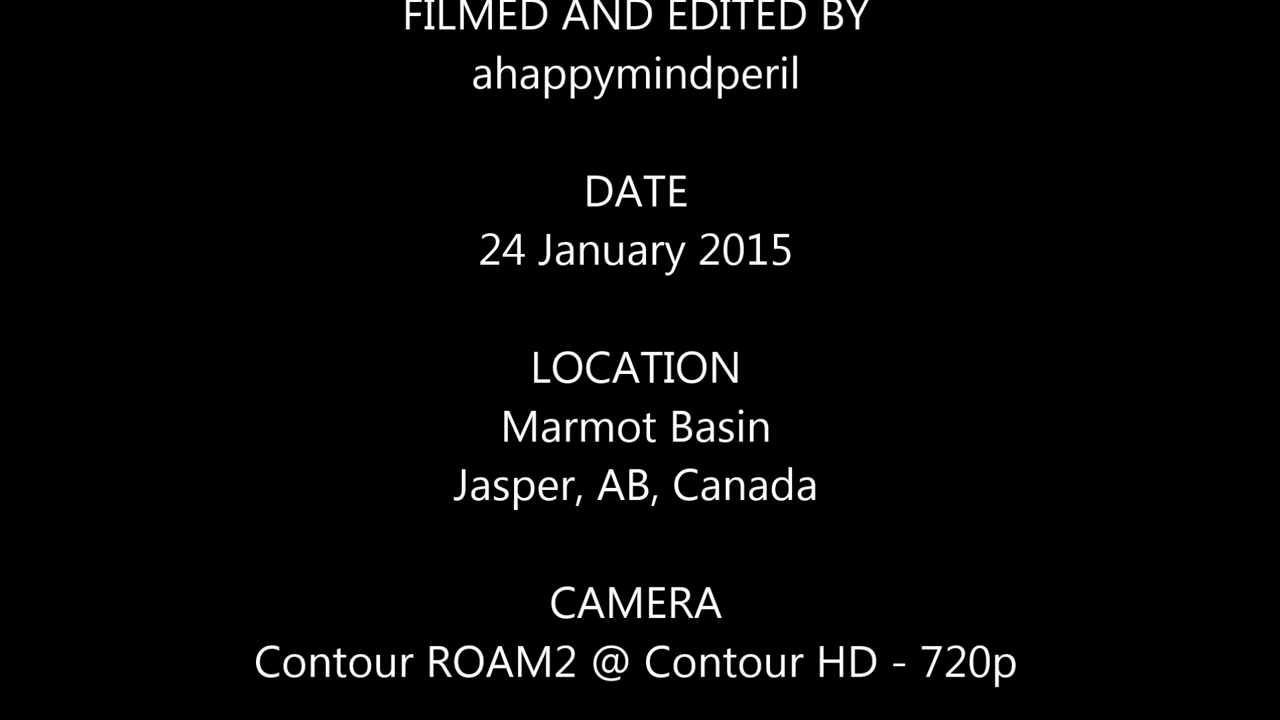 FILMED AND EDITED BY
ahappymindperil
DATE
24 January 2015
LOCATION
Marmot Basin
Jasper, AB, Canada
CAMERA
Contour ROAM2 @ Contour HD - 720p